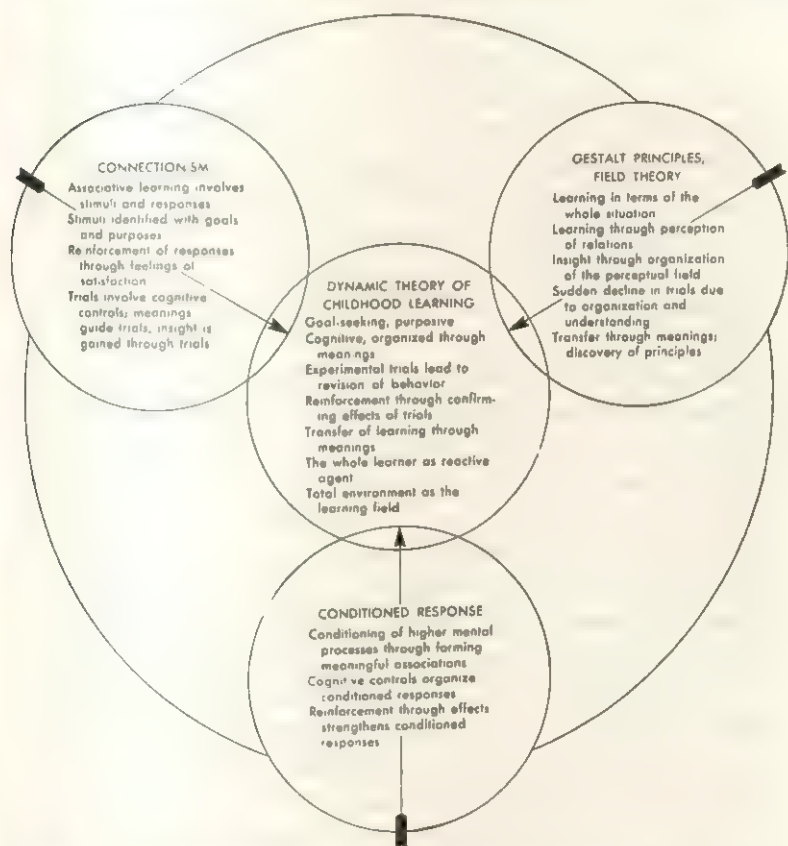 CONNECTION SM
Associative learning involves
stimuli and responses
Stimuli identified with goals
and purposes
Reinforcement of responses
through feelings of
satisfaction
Trials involve cognitive
controls; meanings
guide trials, insight is
gained through trials
GESTALT PRINCIPLES,
FIELD THEORY
Learning in terms of the
whole situation
Learning through perception
of relations
Insight through organization
of the perceptual field
Sudden decline in trials due
to organization and
understanding
Transfer through meanings;
discovery of principles
DYNAMIC THEORY OF
CHILDHOOD LEARNING
Goal-seeking, purposive
Cognitive, organized through
meanings
Experimental trials lead to
revision of behavior
Reinforcement through confirm-
ing effects of trials
Transfer of learning through
meanings
The whole learner as reactive
agent
Total environment as the
learning field
CONDITIONED RESPONSE
Conditioning of higher mental
processes through forming
meaningful associations
Cognitive controls organize
conditioned responses
Reinforcement through effects
strengthens conditioned
responses